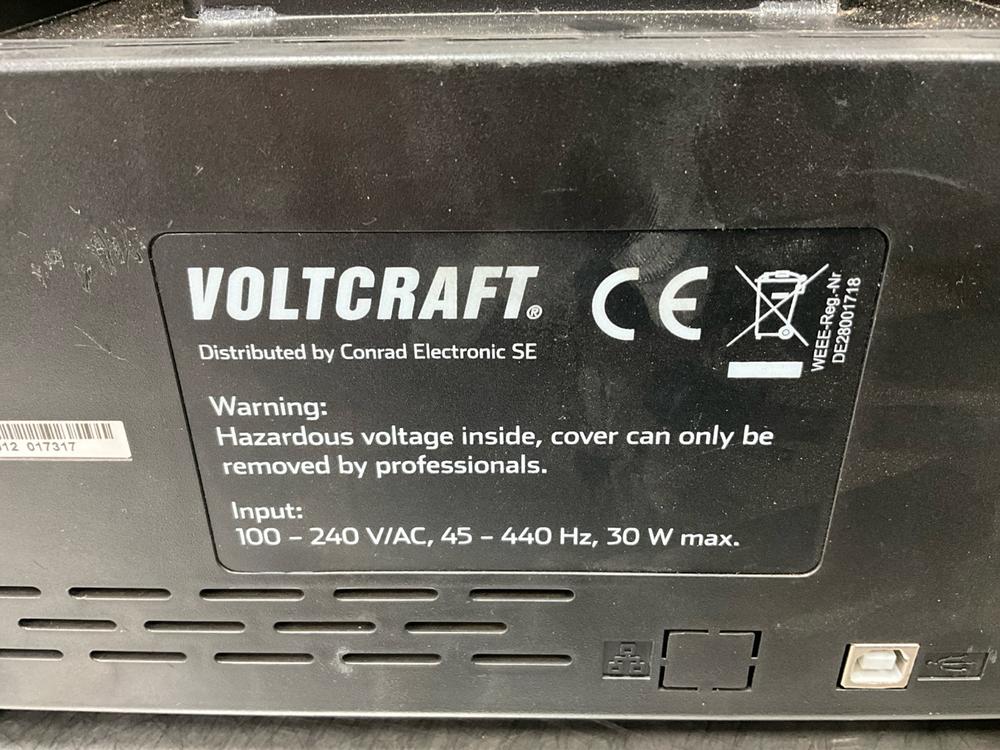 VOLTCRAFT®
Distributed by Conrad Electronic SE
CE
WEEE-Reg.-Nr
DE28001718
Warning:
Hazardous voltage inside, cover can only be
removed by professionals.
Input:
100 – 240 V/AC, 45 – 440 Hz, 30 W max.
017317